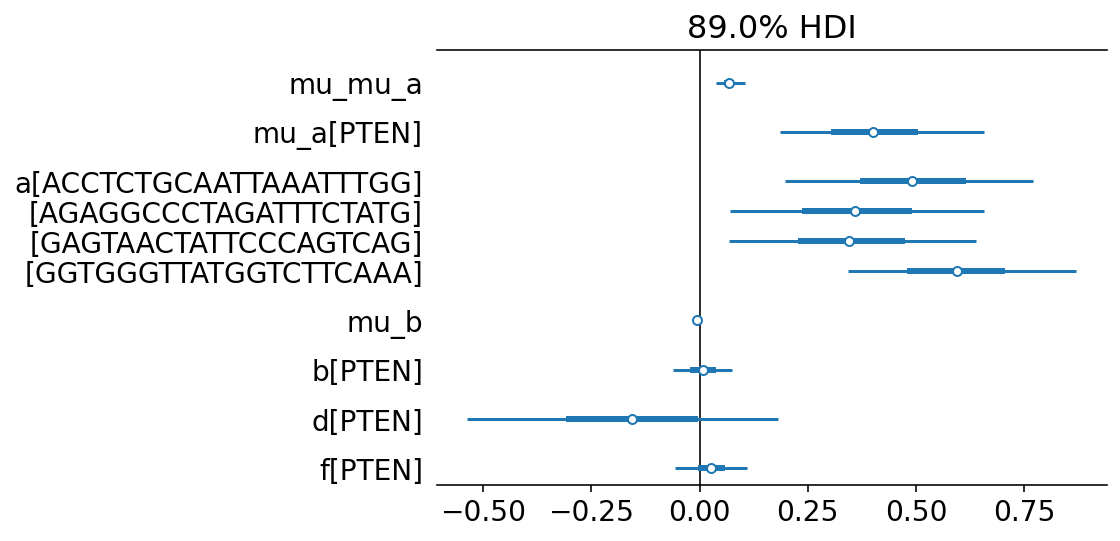 89.0% HDI
mu_mu_a
mu_a[PTEN]
a[ACCTCTGCAATTAAATTTGG]
[AGAGGCCCTAGATTTCTATG]
[GAGTAACTATTCCCAGTCAG]
[GGTGGGTTATGGTCTTCAAA]
mu_b
b[PTEN]
d[PTEN]
f[PTEN]
−0.50 −0.25 0.00 0.25 0.50 0.75